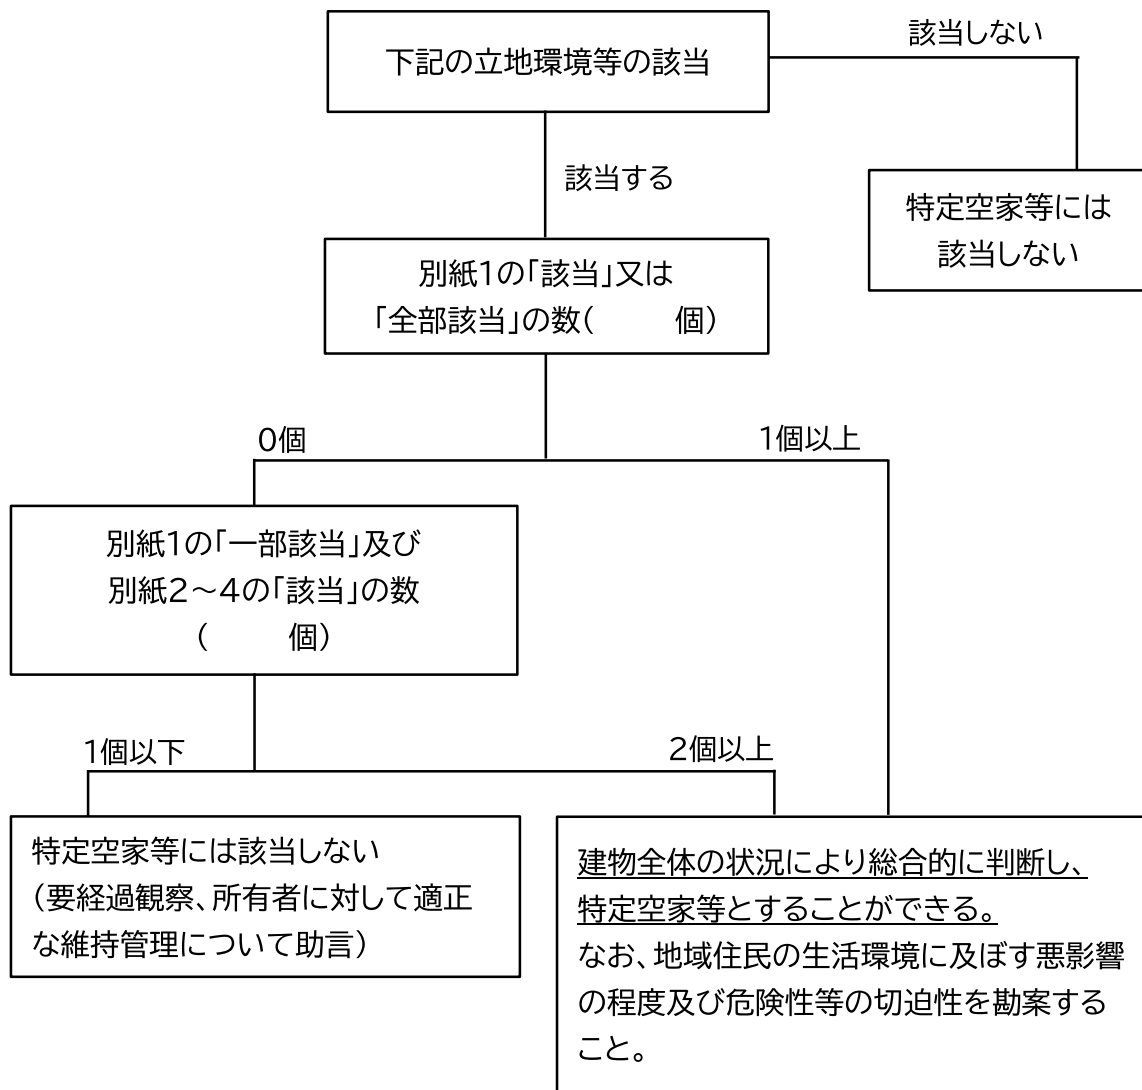 下記の立地環境等の該当
該当しない
該当する
特定空家等には
該当しない
別紙1の「該当」又は
「全部該当」の数(　　　個)
0個
1個以上
別紙1の「一部該当」及び
別紙2~4の「該当」の数
(　　　個)
1個以下
2個以上
特定空家等には該当しない
(要経過観察、所有者に対して適正
な維持管理について助言)
建物全体の状況により総合的に判断し、
特定空家等とすることができる。
なお、地域住民の生活環境に及ぼす悪影響
の程度及び危険性等の切迫性を勘案する
こと。